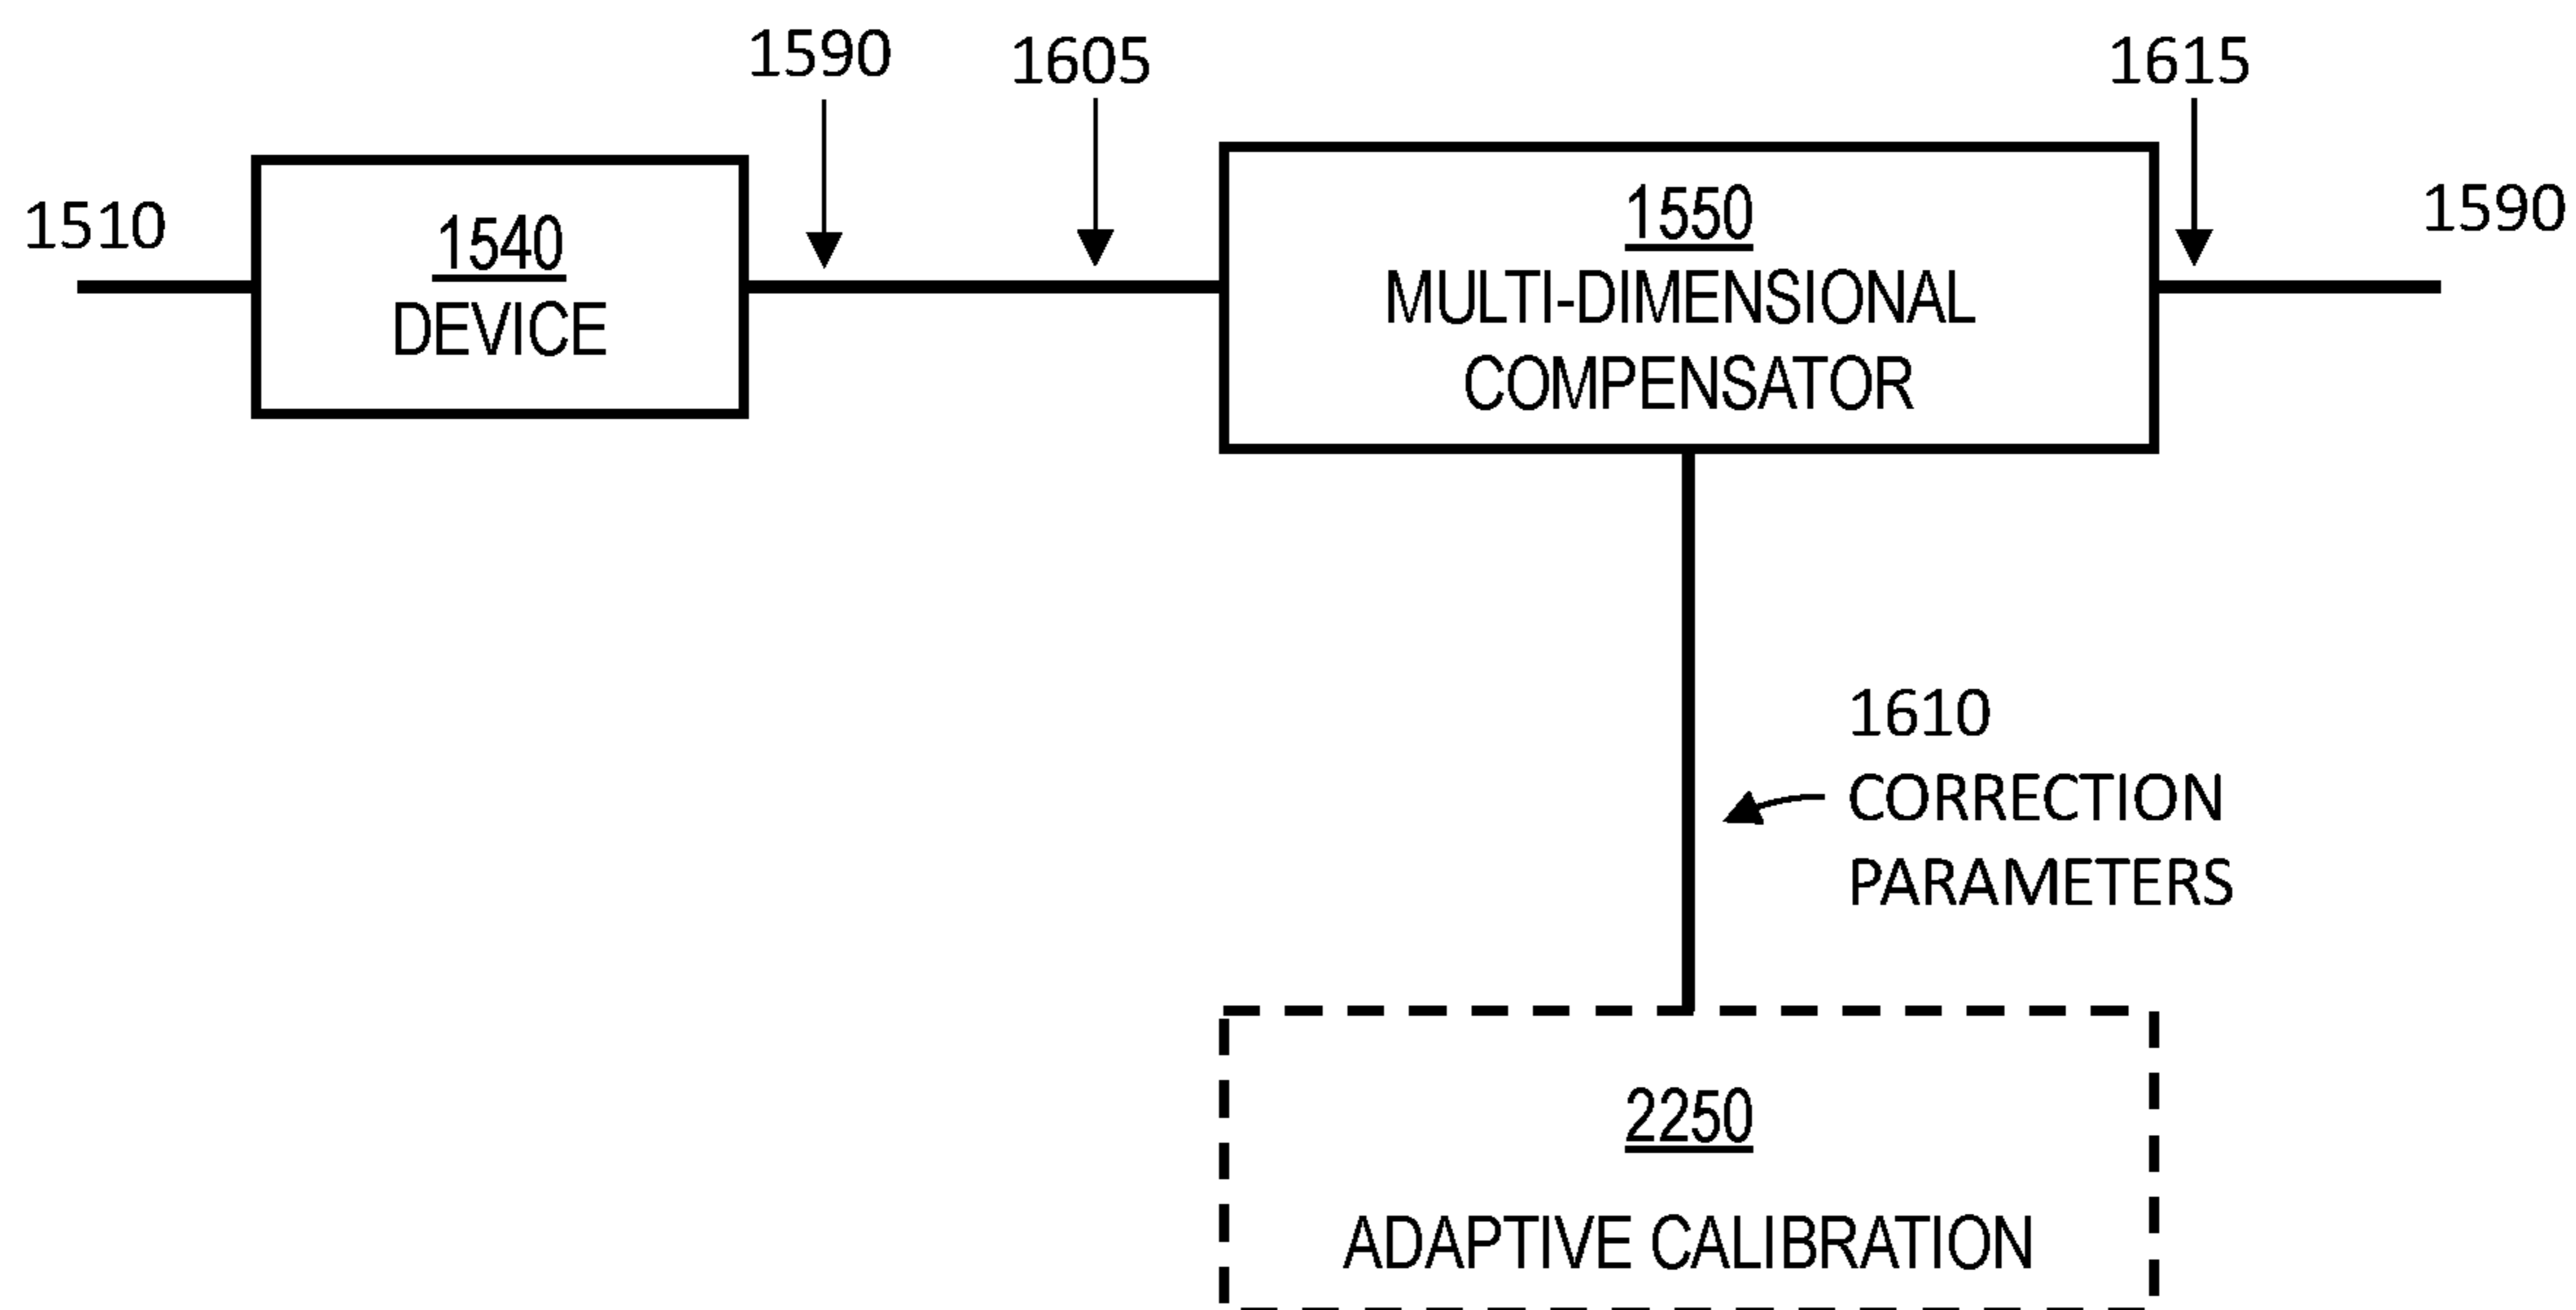 1590
1605
1615
1510
1540
DEVICE
1550
MULTI-DIMENSIONAL
COMPENSATOR
1590
1610
CORRECTION
PARAMETERS
2250
ADAPTIVE CALIBRATION